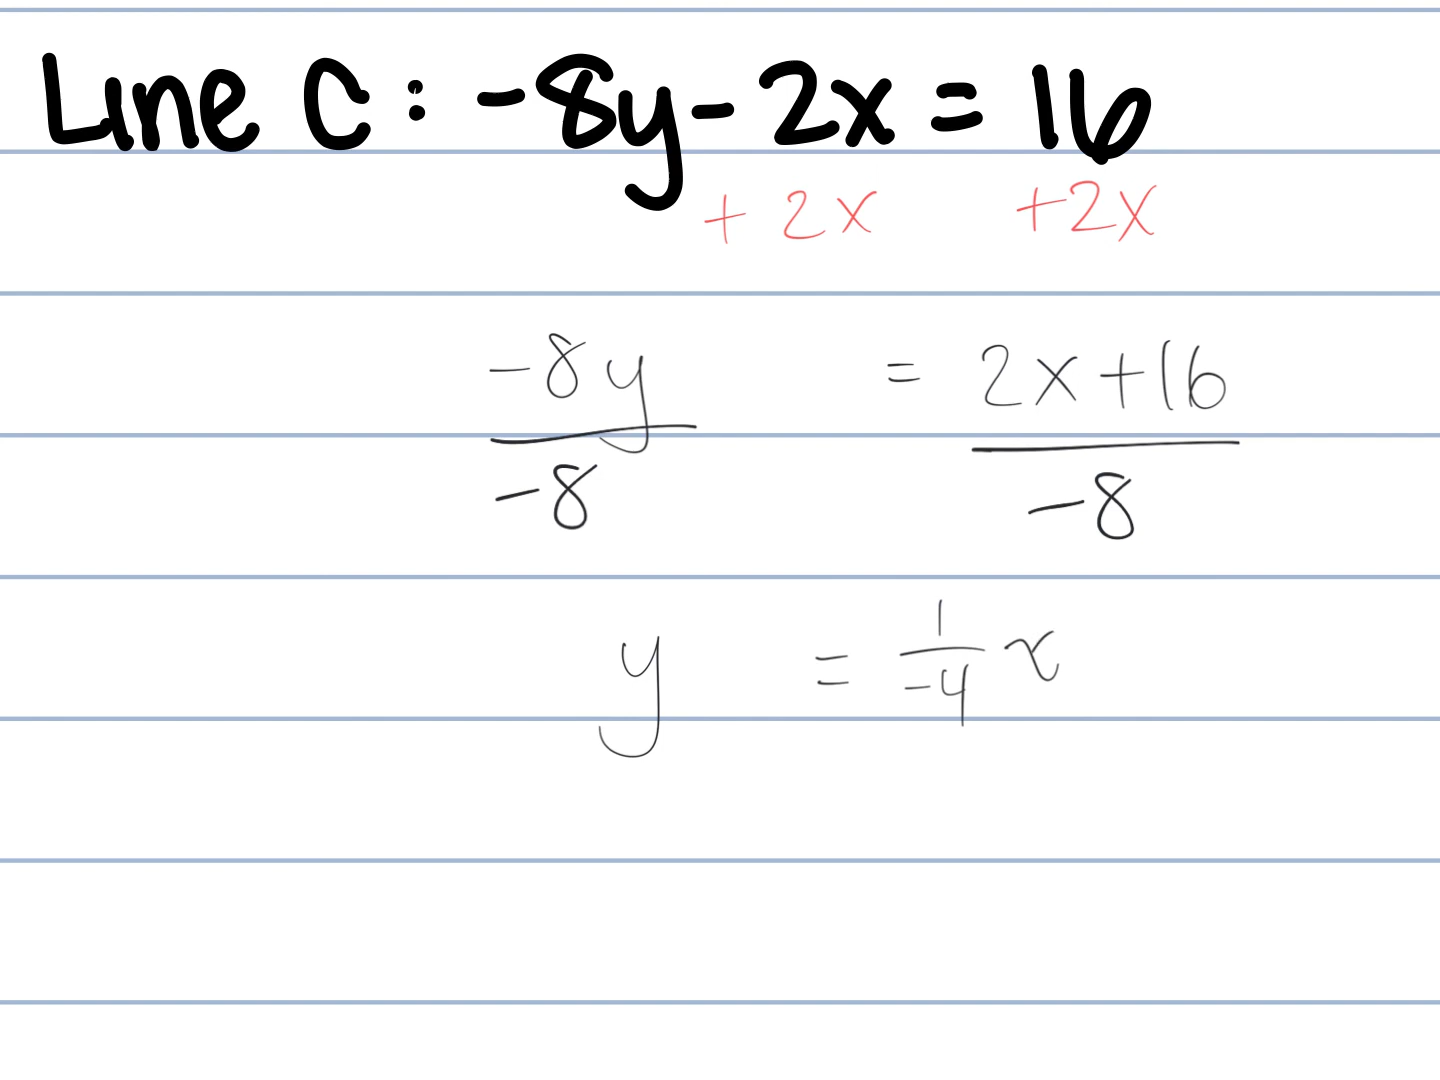 Line C: -8y - 2x = 16
+ 2x +2x
-8y = 2x+16
-8 -8
y = 1/-4 x